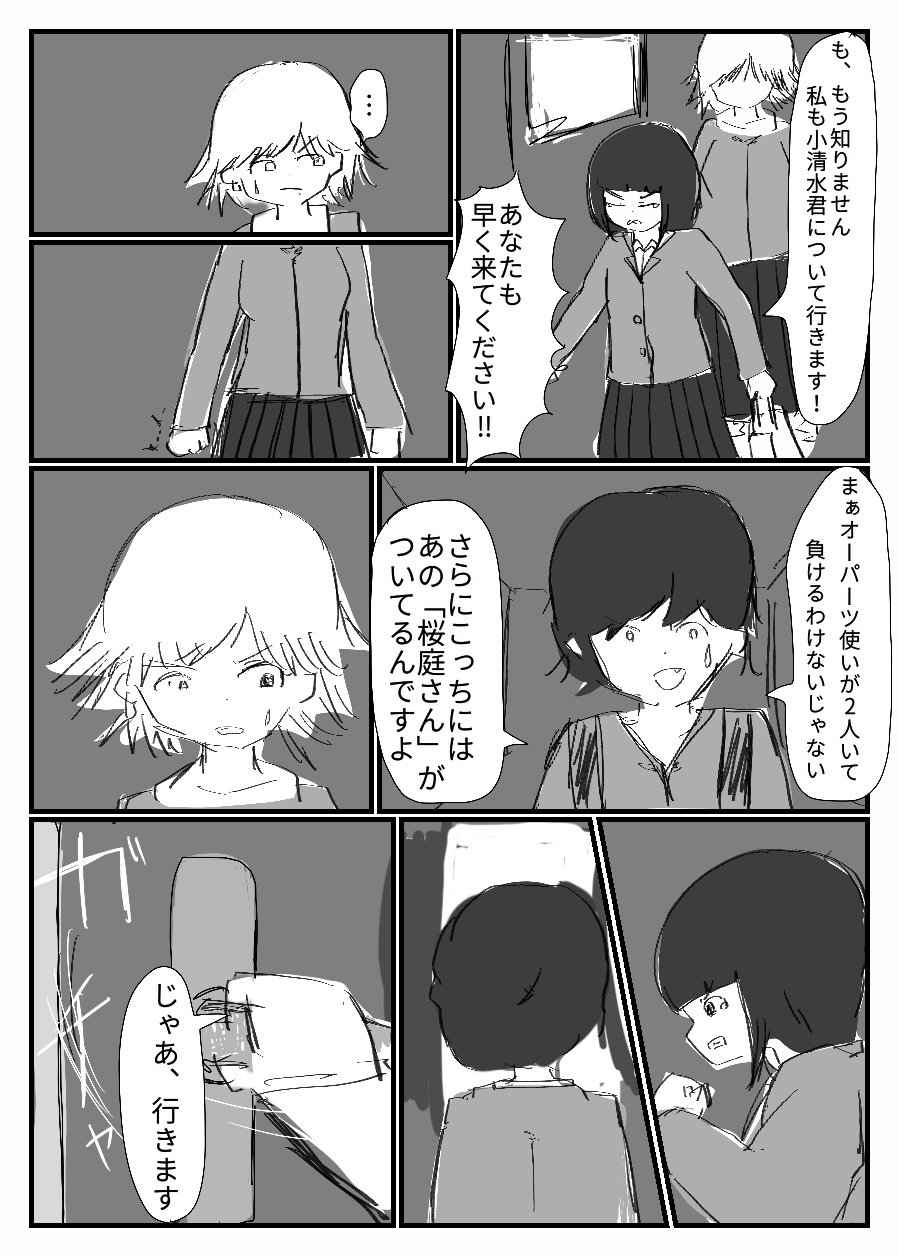 も、もう知りません
私も小清水君について行きます！
あなたも
早く来てください!!
…
まぁオーパーツ使いが2人いて
負けるわけないじゃない
さらにこっちには
あの「桜庭さん」が
ついてるんですよ
ガチャ
じゃあ、行きます